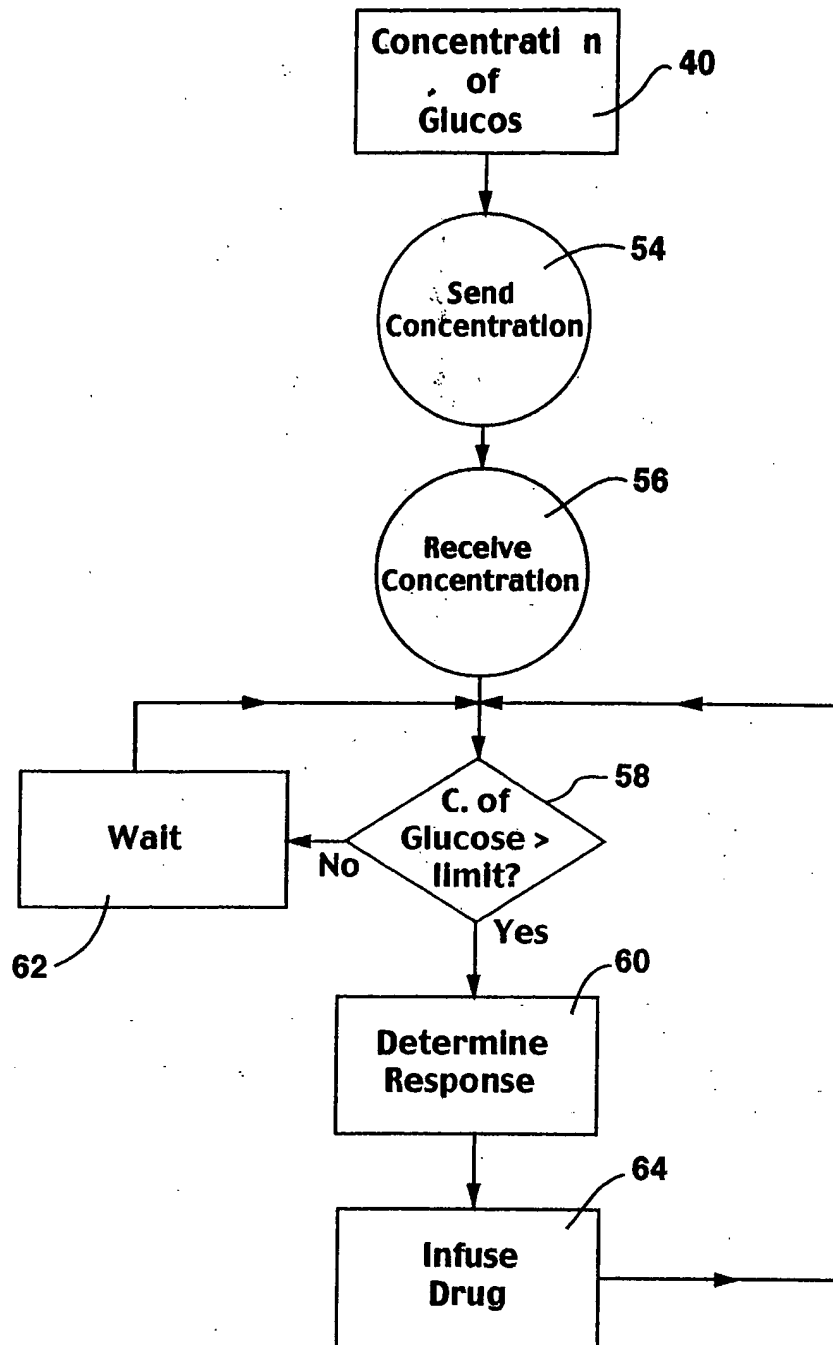 Concentrati n
of
Glucos
40
Send
Concentration
54
Receive
Concentration
56
C. of
Glucose >
limit?
58
No
Wait
62
Yes
Determine
Response
60
Infuse
Drug
64